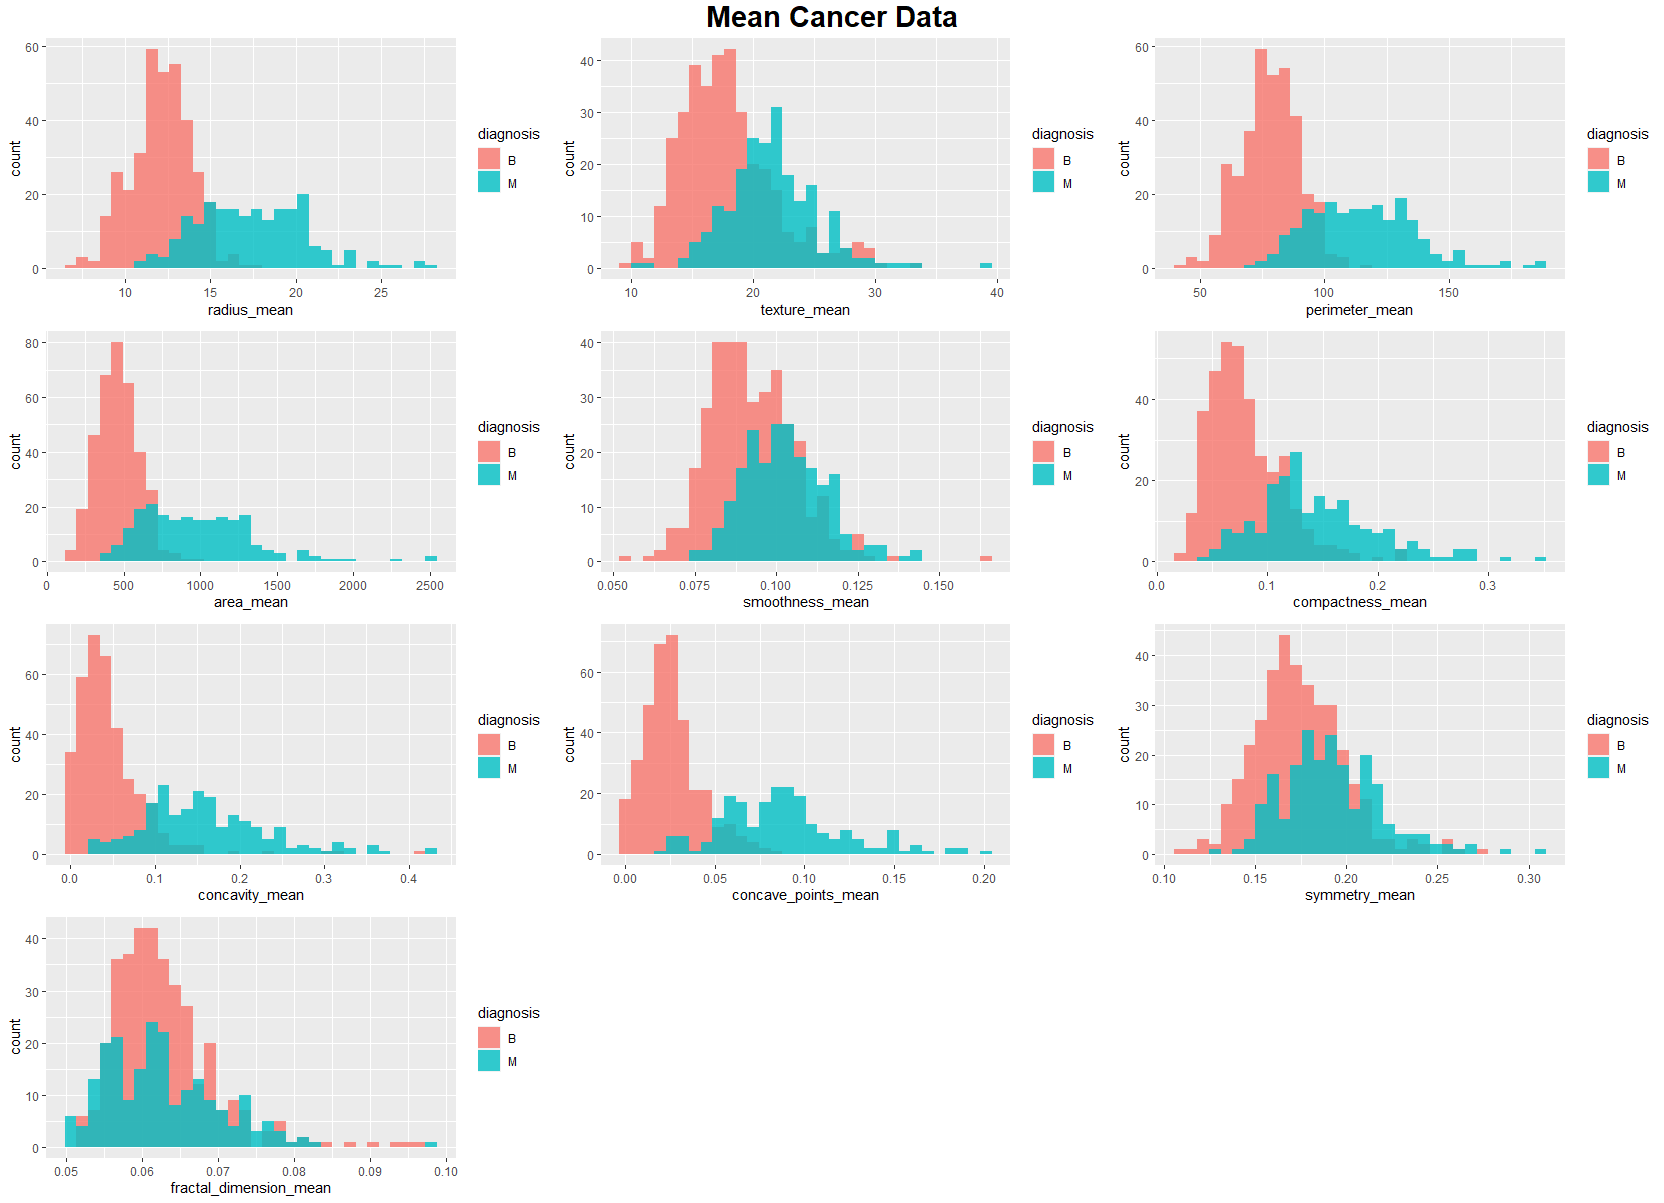 Mean Cancer Data
60
40
20
0
count
10
15
20
25
radius_mean
diagnosis
B
M
40
30
20
10
0
count
10
20
30
40
texture_mean
diagnosis
B
M
60
40
20
0
count
50
100
150
perimeter_mean
diagnosis
B
M
80
60
40
20
0
count
0
500
1000
1500
2000
2500
area_mean
diagnosis
B
M
40
30
20
10
0
count
0.050
0.075
0.100
0.125
0.150
smoothness_mean
diagnosis
B
M
40
20
0
count
0.0
0.1
0.2
0.3
compactness_mean
diagnosis
B
M
60
40
20
0
count
0.0
0.1
0.2
0.3
0.4
concavity_mean
diagnosis
B
M
60
40
20
0
count
0.00
0.05
0.10
0.15
0.20
concave_points_mean
diagnosis
B
M
40
30
20
10
0
count
0.10
0.15
0.20
0.25
0.30
symmetry_mean
diagnosis
B
M
40
30
20
10
0
count
0.05
0.06
0.07
0.08
0.09
0.10
fractal_dimension_mean
diagnosis
B
M